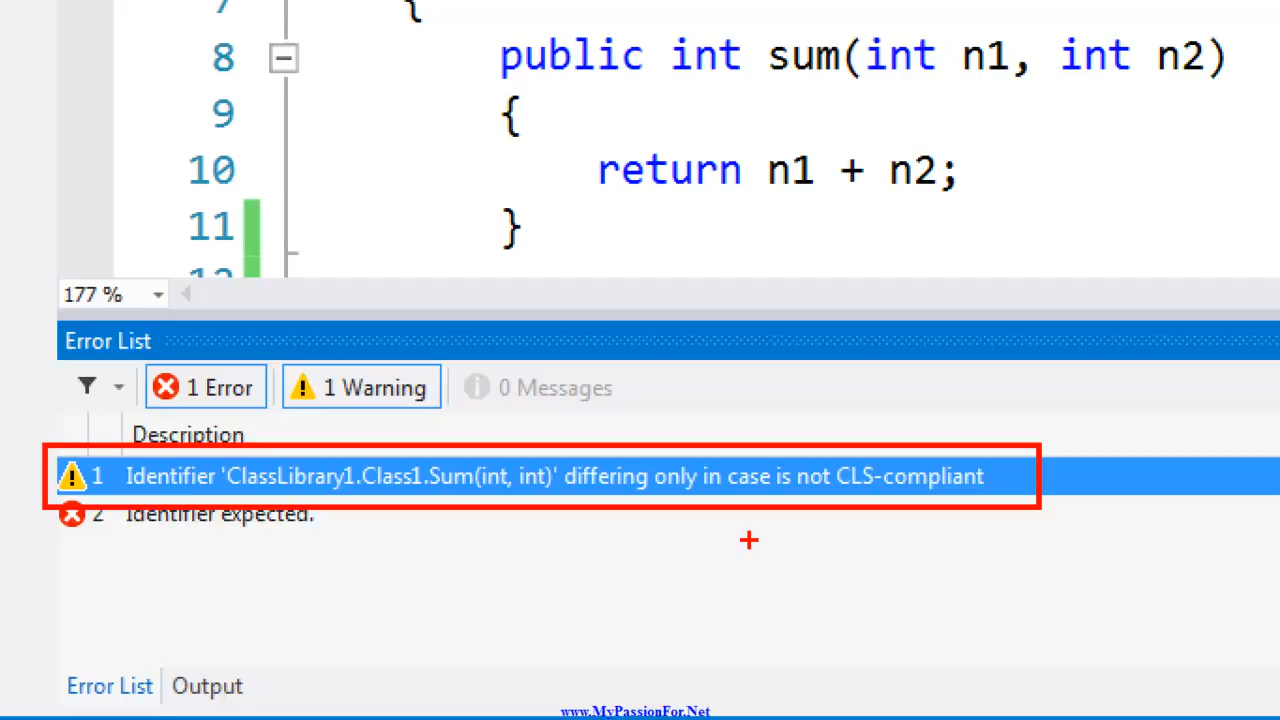 7 {
8 public int sum(int n1, int n2)
9 {
10 return n1 + n2;
11 }
12
177 %
Error List
1 Error 1 Warning 0 Messages
Description
1 Identifier 'ClassLibrary1.Class1.Sum(int, int)' differing only in case is not CLS-compliant
2 Identifier expected.
Error List Output
www.MyPassionFor.Net